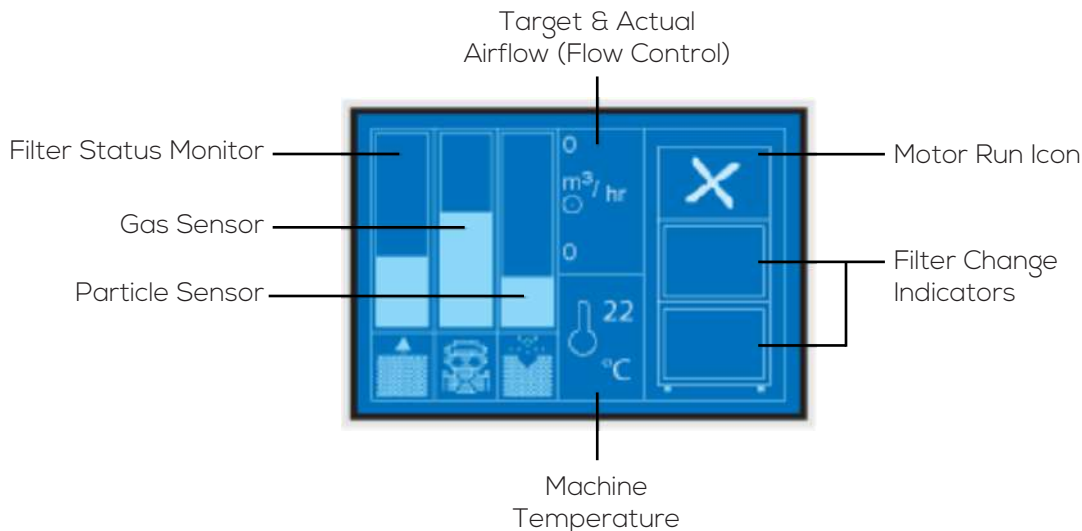 Target & Actual
Airflow (Flow Control)
Filter Status Monitor
Gas Sensor
Particle Sensor
0
m³/ hr
0
22
°C
Motor Run Icon
Filter Change
Indicators
Machine
Temperature